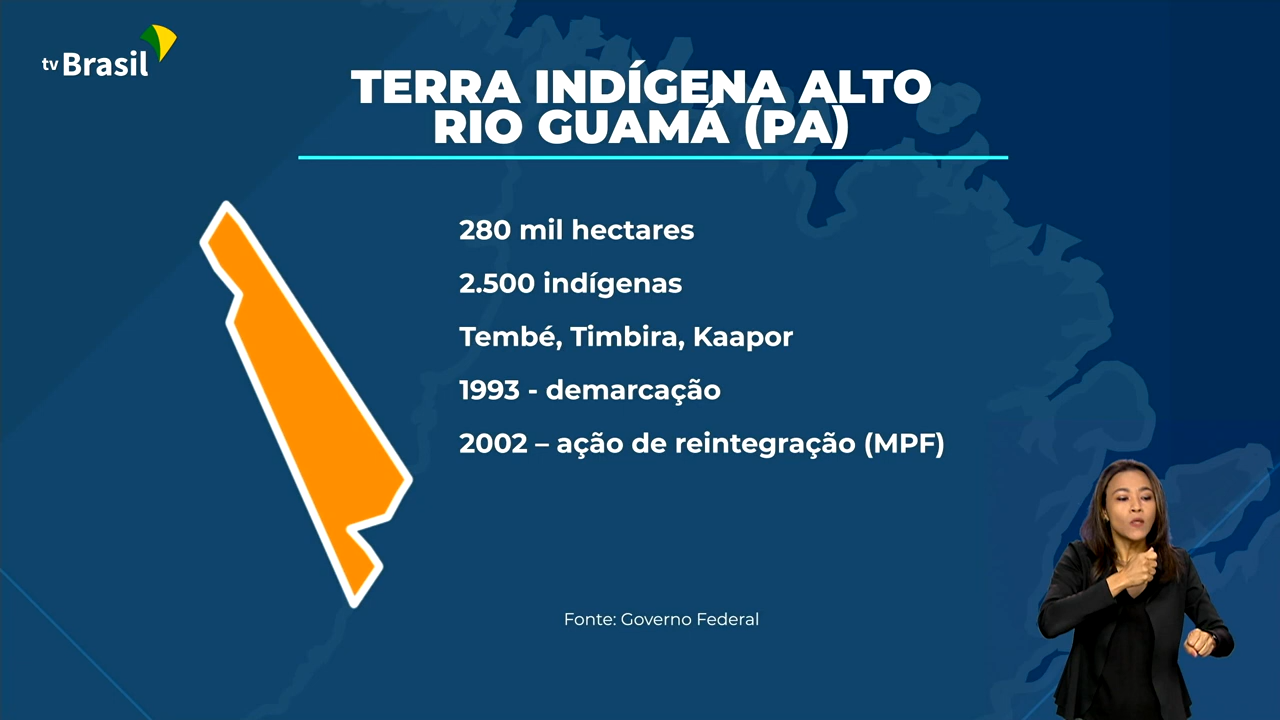 tv Brasil
TERRA INDÍGENA ALTO
RIO GUAMÁ (PA)
280 mil hectares
2.500 indígenas
Tembé, Timbira, Kaapor
1993 - demarcação
2002 – ação de reintegração (MPF)
Fonte: Governo Federal